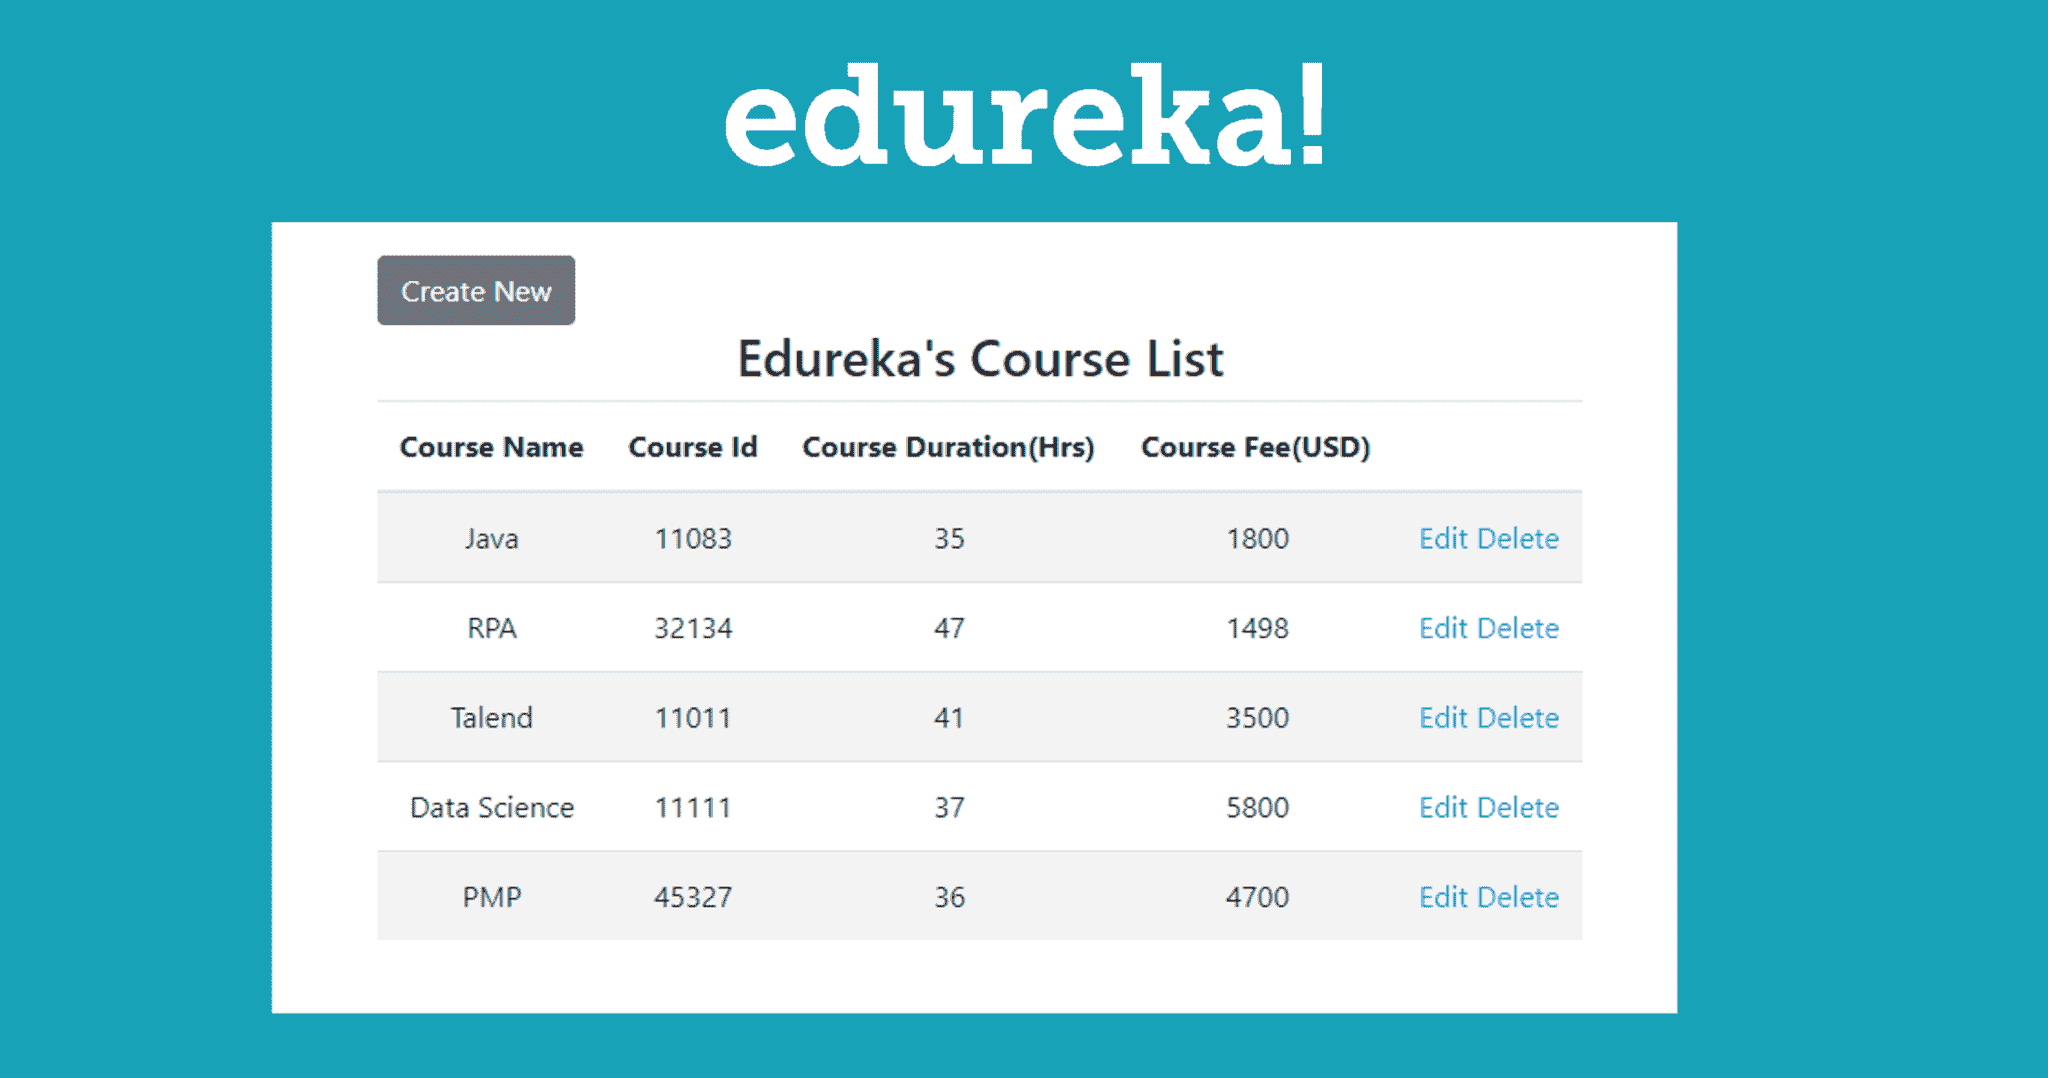 edureka!
Create New
Edureka's Course List
Course Name Course Id Course Duration(Hrs) Course Fee(USD)
Java 11083 35 1800 Edit Delete
RPA 32134 47 1498 Edit Delete
Talend 11011 41 3500 Edit Delete
Data Science 11111 37 5800 Edit Delete
PMP 45327 36 4700 Edit Delete